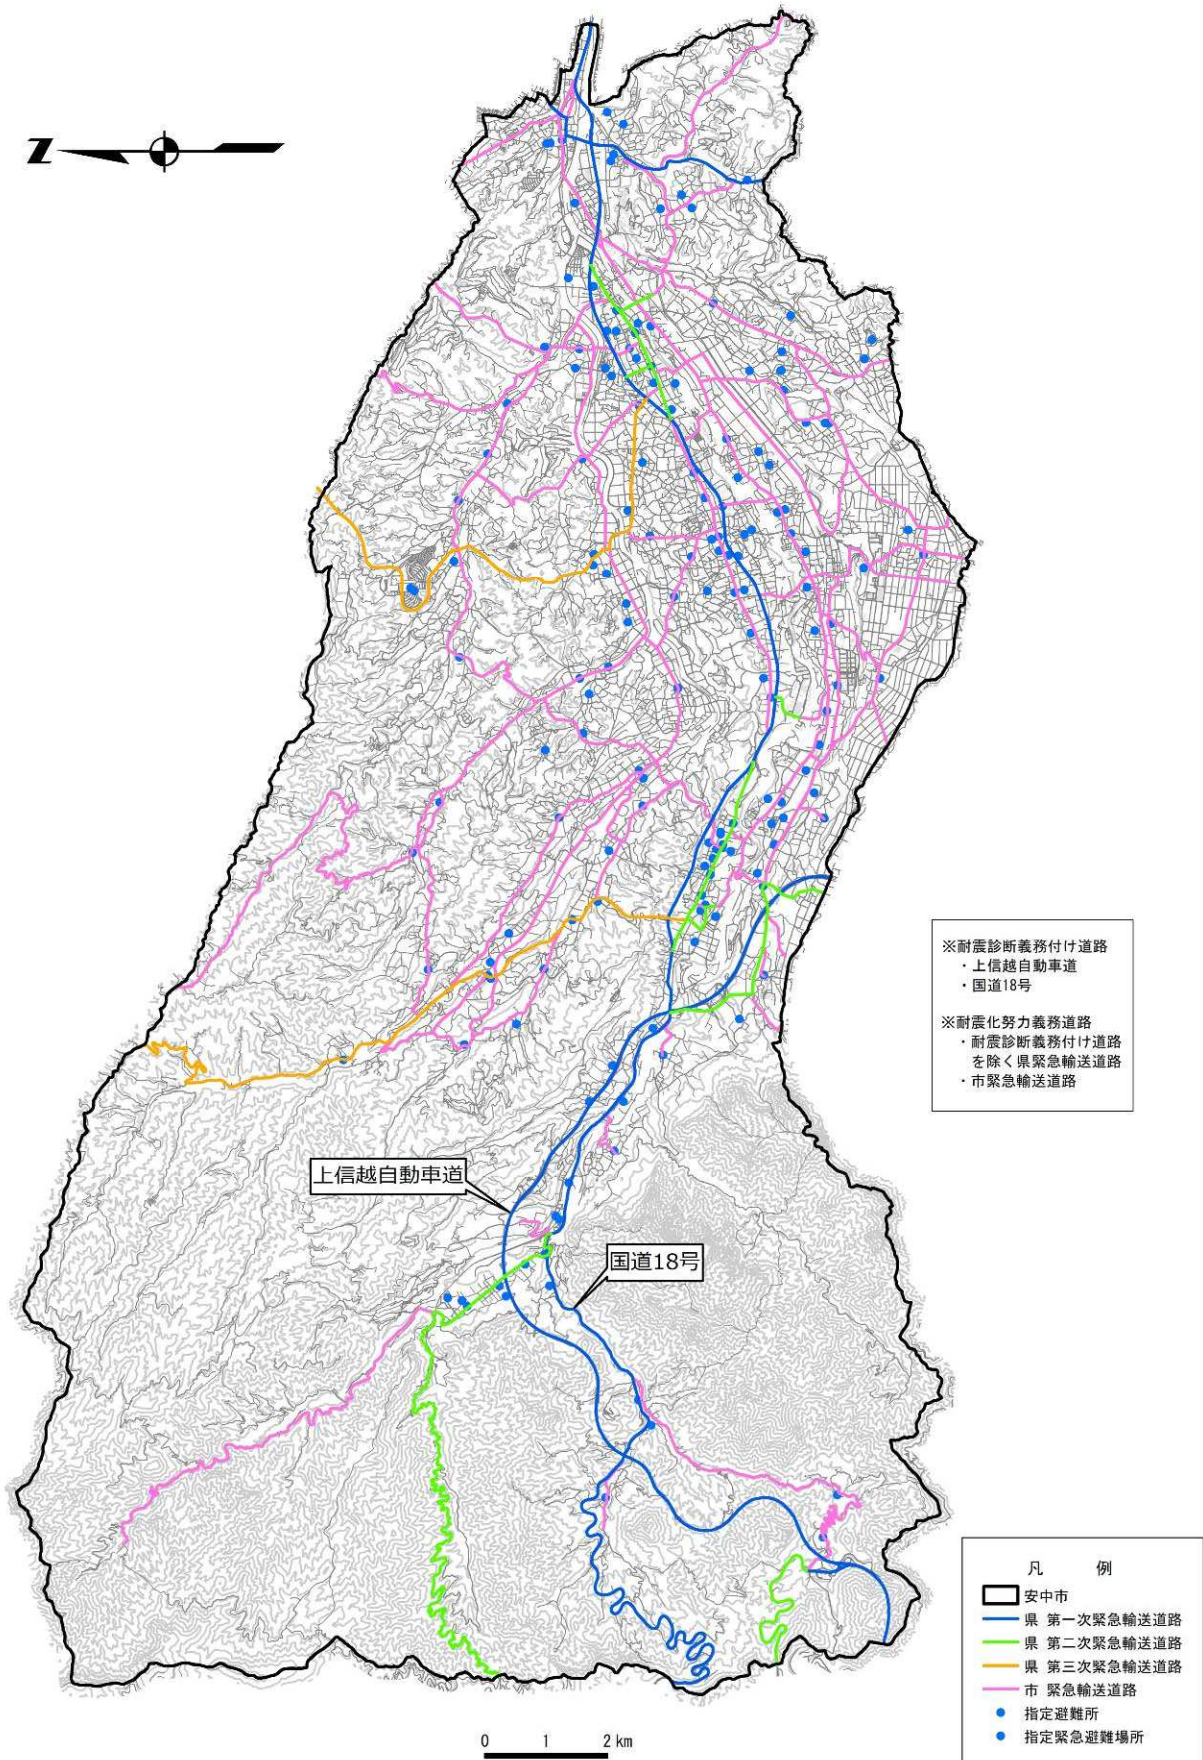 Z
※耐震診断義務付け道路
・上信越自動車道
・国道18号
※耐震化努力義務道路
・耐震診断義務付け道路
を除く県緊急輸送道路
・市緊急輸送道路
上信越自動車道
国道18号
凡 例
安中市
県 第一次緊急輸送道路
県 第二次緊急輸送道路
県 第三次緊急輸送道路
市 緊急輸送道路
指定避難所
指定緊急避難場所
0 1 2 km